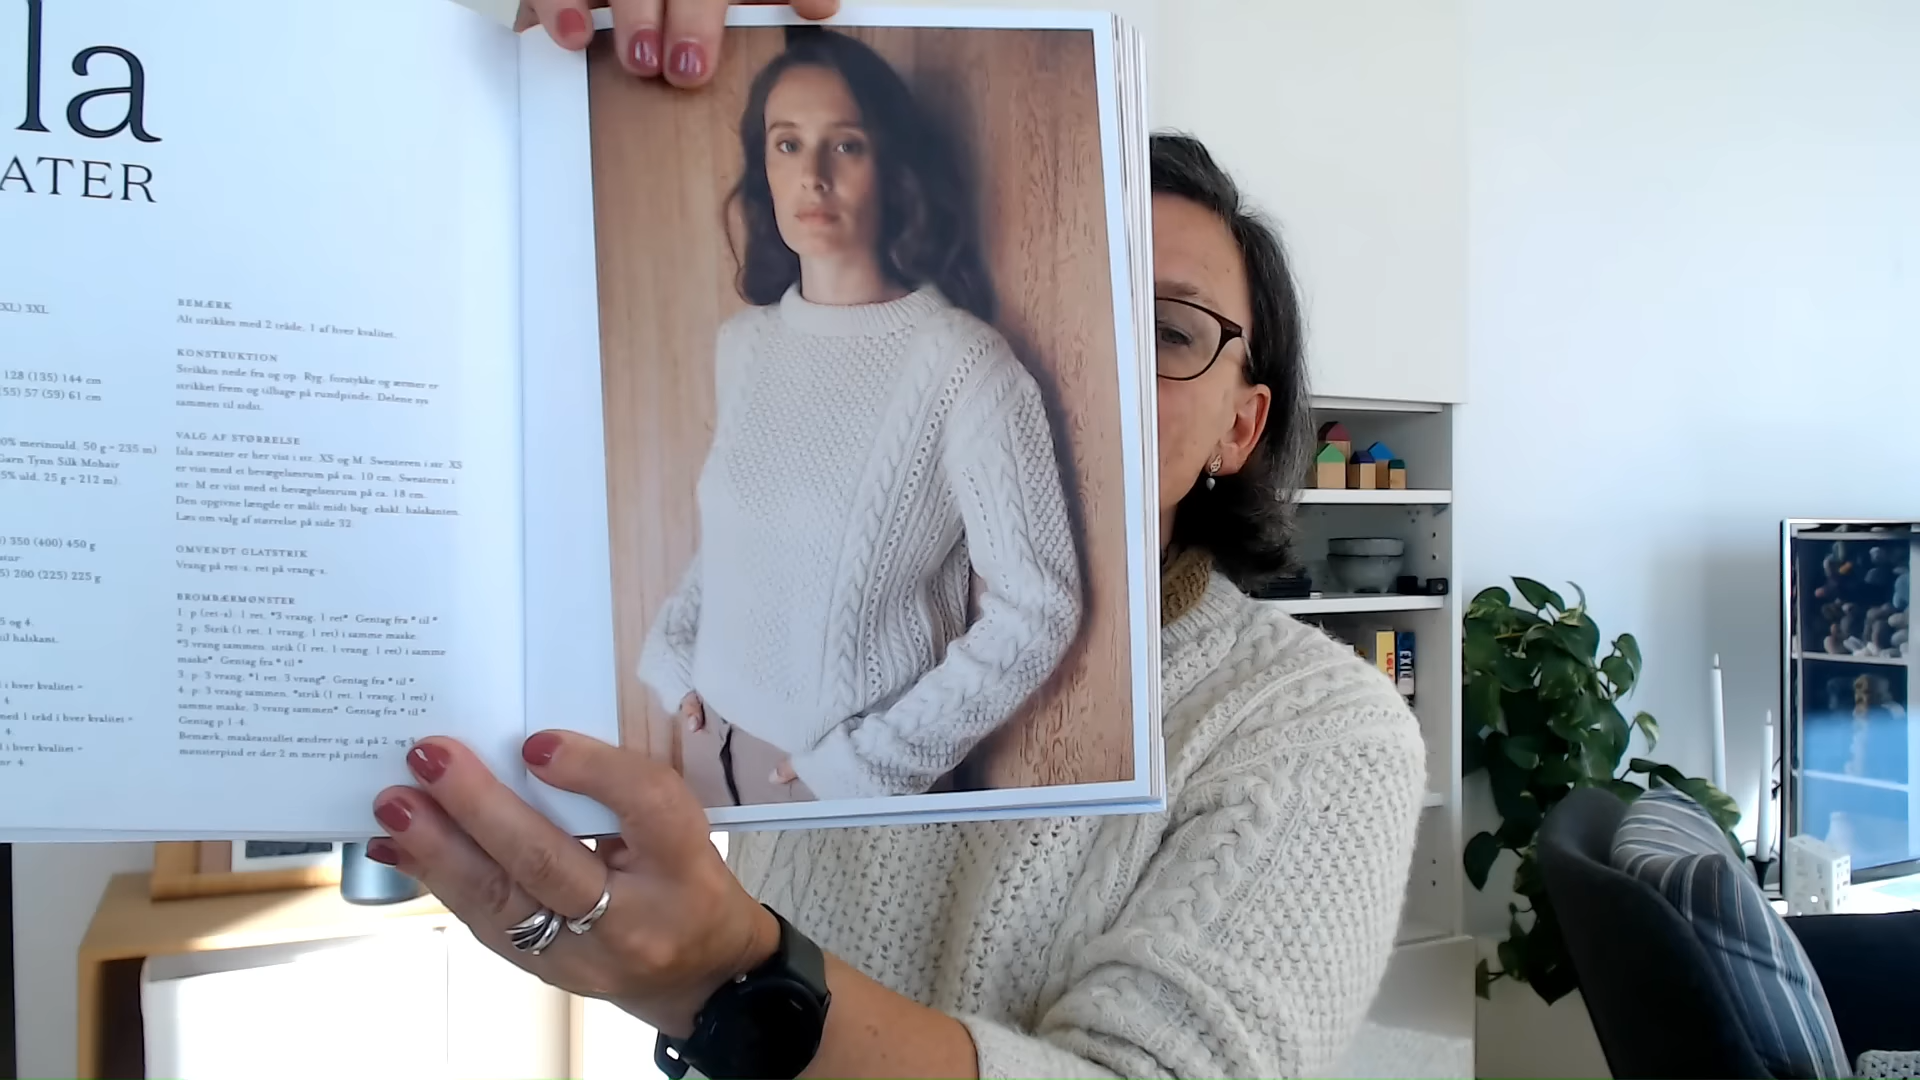 la
ATER
XL) 3XL
128 (135) 144 cm
(55) 57 (59) 61 cm
0% merinould, 50 g = 235 m)
Garn Tynn Silk Mohair
5% uld, 25 g = 212 m).
) 350 (400) 450 g
5) 200 (225) 225 g
5 og 4.
til halskant.
l i hver kvalitet =
4.
med 1 tråd i hver kvalitet =
4.
l i hver kvalitet =
4.
BEMÆRK
Alt strikkes med 2 tråde, 1 af hver kvalitet.
KONSTRUKTION
Strikkes nede fra og op. Ryg, forstykke og ærmer er
strikket frem og tilbage på rundpinde. Delene sys
sammen til sidst.
VALG AF STØRRELSE
Isla sweater er her vist i str. XS og M. Sweateren i str. XS
er vist med et bevægelsesrum på ca. 10 cm. Sweateren i
str. M er vist med et bevægelsesrum på ca. 18 cm.
Den opgivne længde er målt midt bag, ekskl. halskanten.
Læs om valg af størrelse på side 32.
OMVENDT GLATSTRIK
Vrang på ret-s, ret på vrang-s.
BROMBÆRMØNSTER
1. p (ret-s): 1 ret, *3 vrang, 1 ret* Gentag fra * til *
2. p: Strik (1 ret, 1 vrang, 1 ret) i samme maske,
*3 vrang sammen, strik (1 ret, 1 vrang, 1 ret) i samme
maske* Gentag fra * til *
3. p: 3 vrang, *1 ret, 3 vrang* Gentag fra * til *
4. p: 3 vrang sammen, *strik (1 ret, 1 vrang, 1 ret) i
samme maske, 3 vrang sammen* Gentag fra * til *
Gentag p 1-4.
Bemærk, maskeantallet ændrer sig, så på 2. og 3.
mønsterpind er der 2 m mere på pinden
EXIT